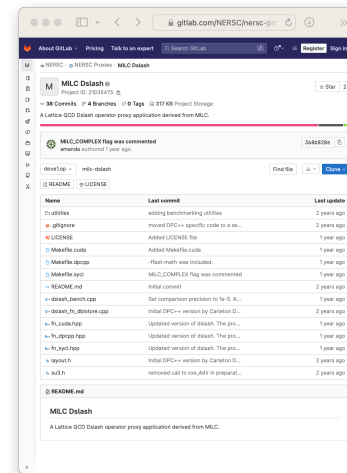 gitlab.com/NERSC/nersc-pro
About GitLab Pricing Talk to an expert Search GitLab / Register Sign in
M NERSC › NERSC Proxies › MILC Dslash
M MILC Dslash
Project ID: 21035475
Star 2
38 Commits 4 Branches 0 Tags 317 KB Project Storage
A Lattice QCD Dslash operator proxy application derived from MILC.
MILC_COMPLEX flag was commented
amanda authored 1 year ago
368b828e
develop milc-dslash Find file Clone
README LICENSE
Name Last commit Last update
utilities adding benchmarking utilities 2 years ago
.gitignore moved DPC++ specific code to a se... 2 years ago
LICENSE Added LICENSE file 1 year ago
Makefile.cuda Added Makefile.cuda 1 year ago
Makefile.dpcpp -ffast-math was included. 1 year ago
Makefile.sycl MILC_COMPLEX flag was commented 1 year ago
README.md Initial commit 2 years ago
dslash_bench.cpp Set comparison precision to 1e-5. A... 1 year ago
dslash_fn_dbistore.cpp Initial DPC++ version by Carleton D... 2 years ago
fn_cuda.hpp Updated version of dslash. The pro... 1 year ago
fn_dpcpp.hpp Updated version of dslash. The pro... 1 year ago
fn_sycl.hpp Updated version of dslash. The pro... 1 year ago
layout.h Initial DPC++ version by Carleton D... 2 years ago
su3.h removed call to xxx_4dir in preparat... 2 years ago
README.md
MILC Dslash
A Lattice QCD Dslash operator proxy application derived from MILC.